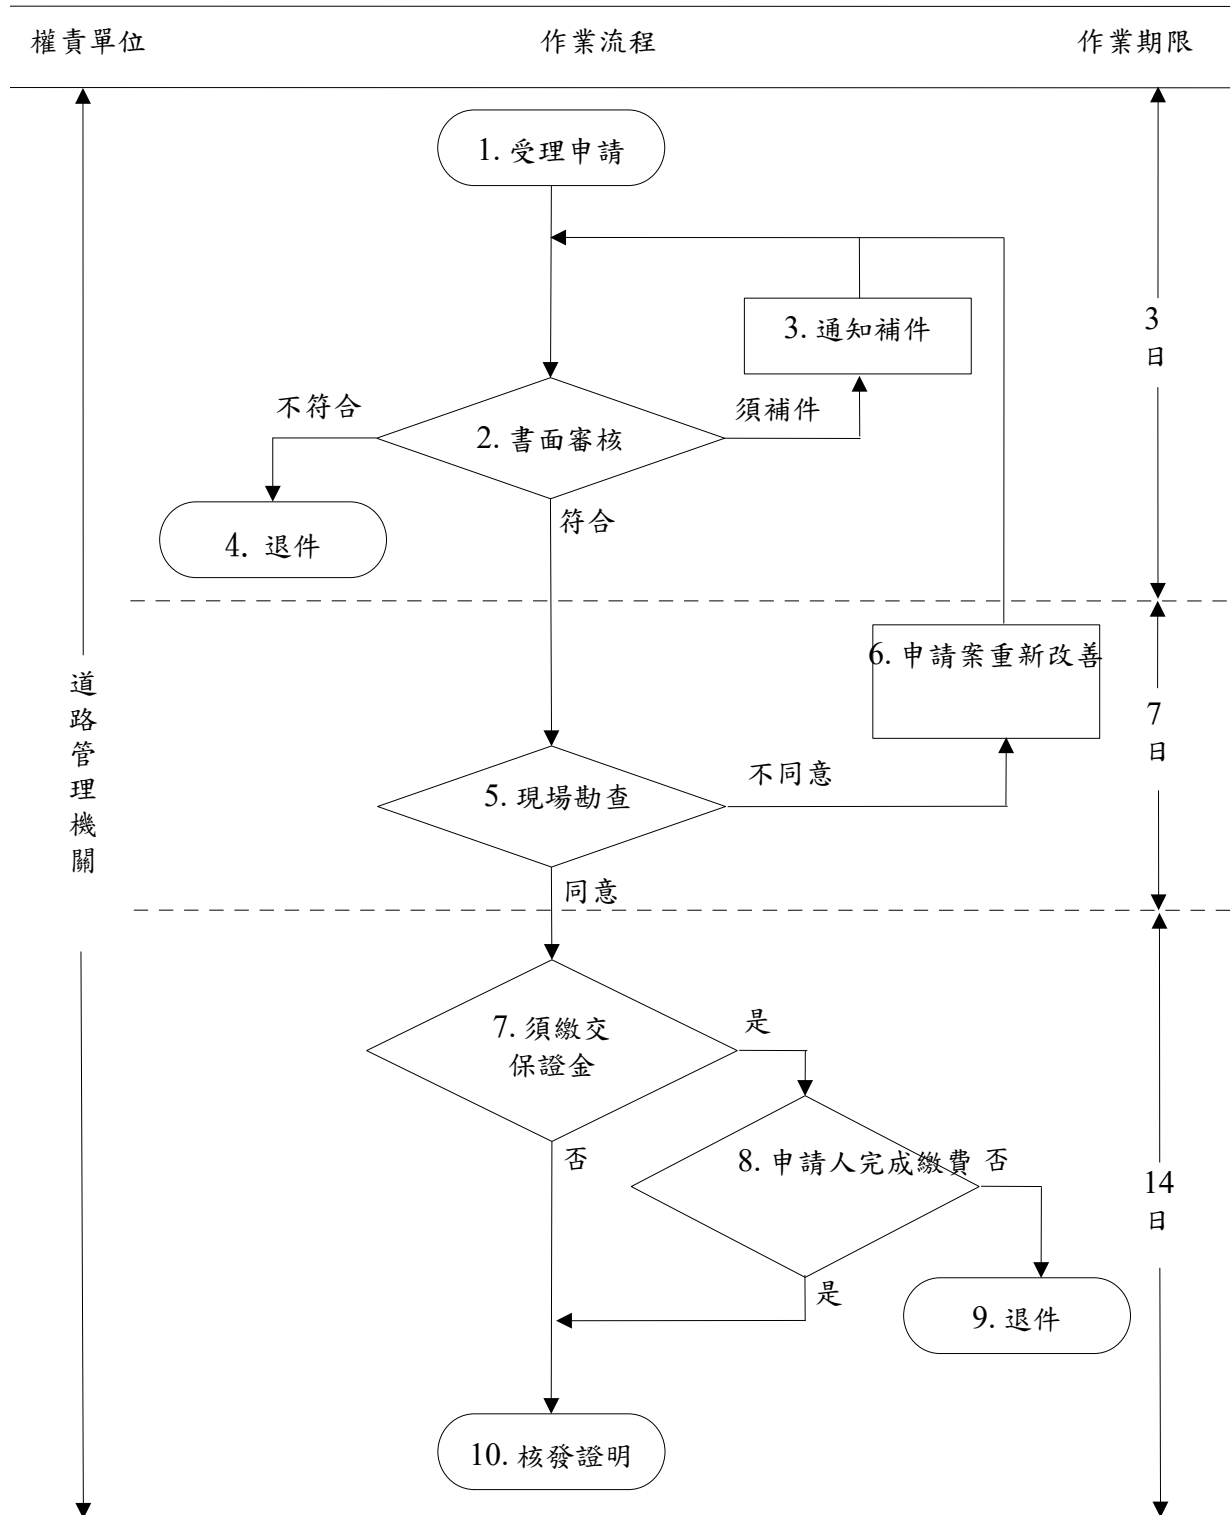 權責單位
作業流程
作業期限
1. 受理申請
3. 通知補件
3
日
不符合
須補件
2. 書面審核
符合
4. 退件
6. 申請案重新改善
道
路
管
理
機
關
7
日
不同意
5. 現場勘查
同意
7. 須繳交
保證金
是
否
8. 申請人完成繳費
否
14
日
是
9. 退件
10. 核發證明